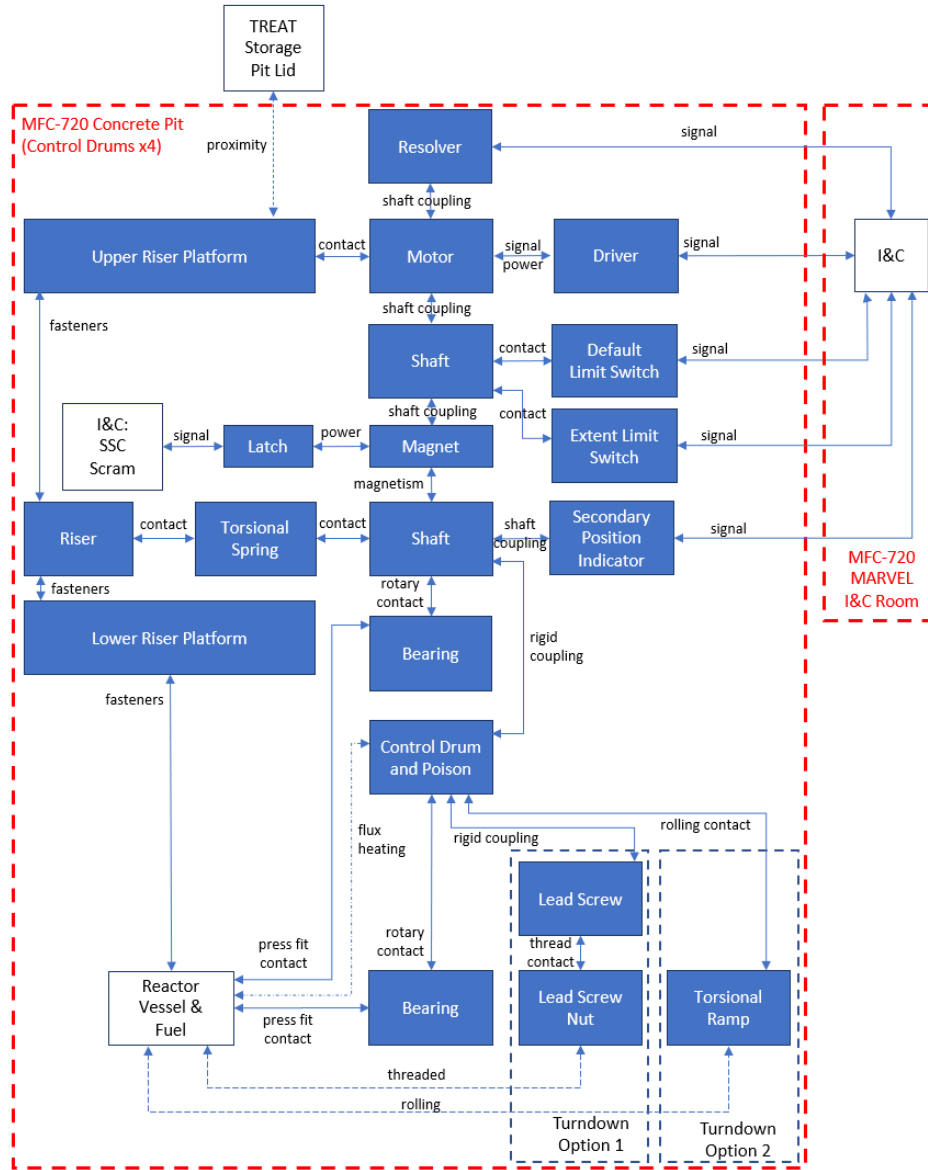 TREAT
Storage
Pit Lid
MFC-720 Concrete Pit
(Control Drums x4)
proximity
Resolver
signal
shaft coupling
Upper Riser Platform
contact
Motor
signal
power
Driver
signal
I&C
fasteners
shaft coupling
Shaft
contact
Default
Limit Switch
signal
shaft coupling
contact
I&C:
SSC
Scram
signal
Latch
power
Magnet
Extent Limit
Switch
signal
magnetism
Riser
contact
Torsional
Spring
contact
Shaft
shaft
coupling
Secondary
Position
Indicator
signal
MFC-720
MARVEL
I&C Room
fasteners
rotary
contact
Lower Riser Platform
Bearing
rigid
coupling
fasteners
Control Drum
and Poison
flux
heating
rigid coupling
rolling contact
Lead Screw
rotary
contact
thread
contact
press fit
contact
Reactor
Vessel &
Fuel
Bearing
Lead Screw
Nut
Torsional
Ramp
press fit
contact
threaded
rolling
Turndown
Option 1
Turndown
Option 2